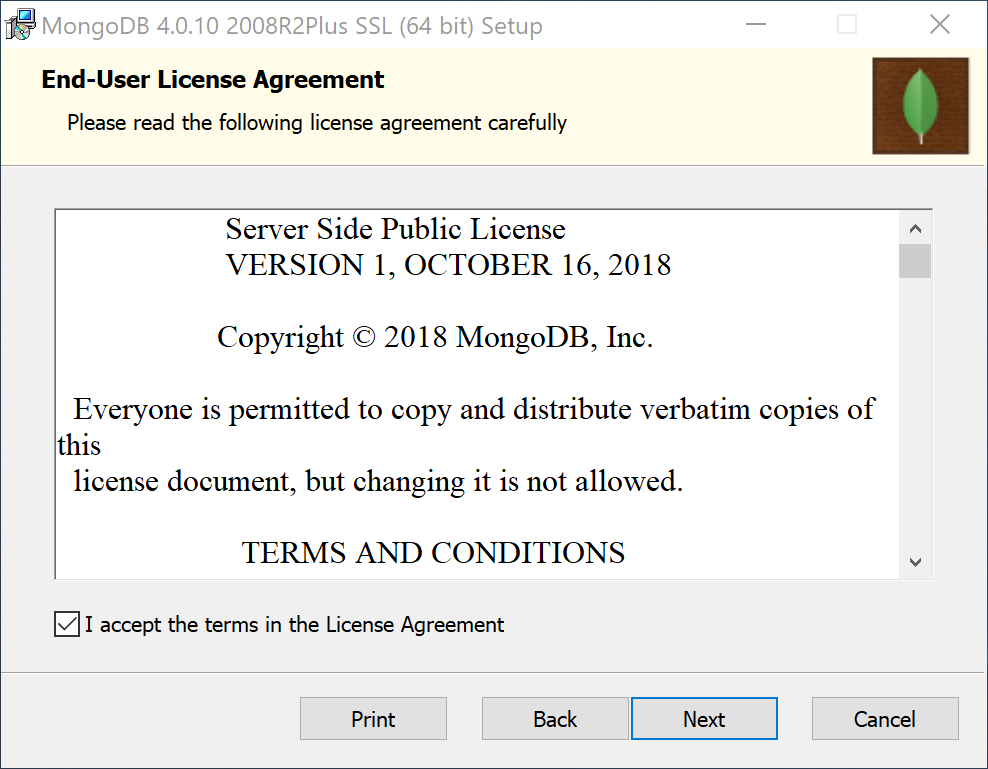 MongoDB 4.0.10 2008R2Plus SSL (64 bit) Setup
End-User License Agreement
Please read the following license agreement carefully
Server Side Public License
VERSION 1, OCTOBER 16, 2018
Copyright © 2018 MongoDB, Inc.
Everyone is permitted to copy and distribute verbatim copies of
this
license document, but changing it is not allowed.
TERMS AND CONDITIONS
I accept the terms in the License Agreement
Print Back Next Cancel